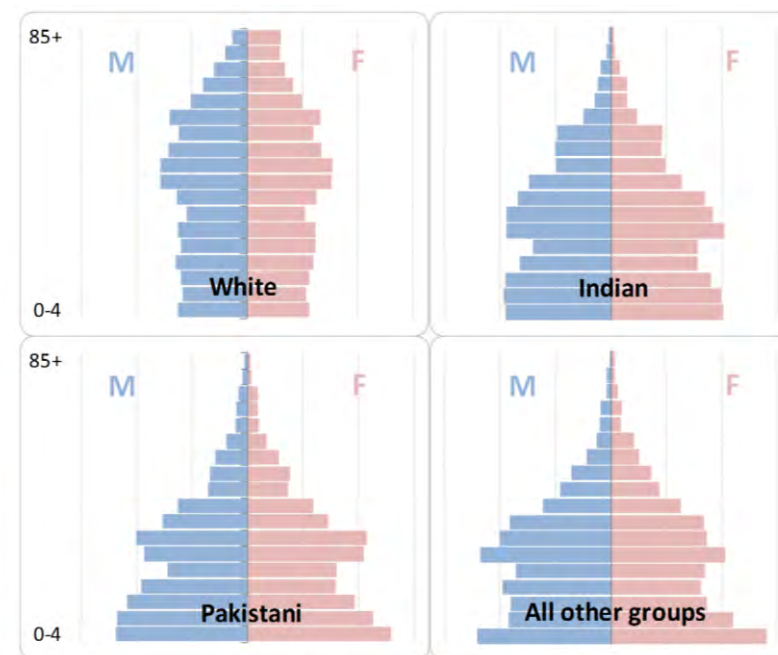 85+
M F
White
0-4
M F
Indian
85+
M F
Pakistani
0-4
M F
All other groups